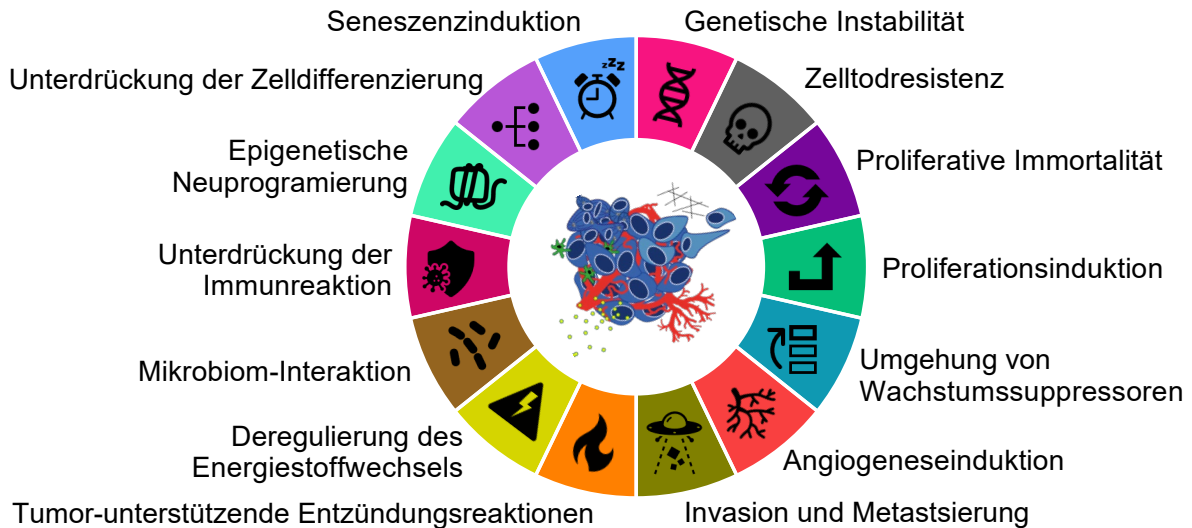 Seneszenzinduktion
Genetische Instabilität
Unterdrückung der Zelldifferenzierung
Zelltodresistenz
Epigenetische
Neuprogramierung
Proliferative Immortalität
Unterdrückung der
Immunreaktion
Proliferationsinduktion
Mikrobiom-Interaktion
Umgehung von
Wachstumssuppressoren
Deregulierung des
Energiestoffwechsels
Angiogeneseinduktion
Tumor-unterstützende Entzündungsreaktionen
Invasion und Metastsierung
zzZ